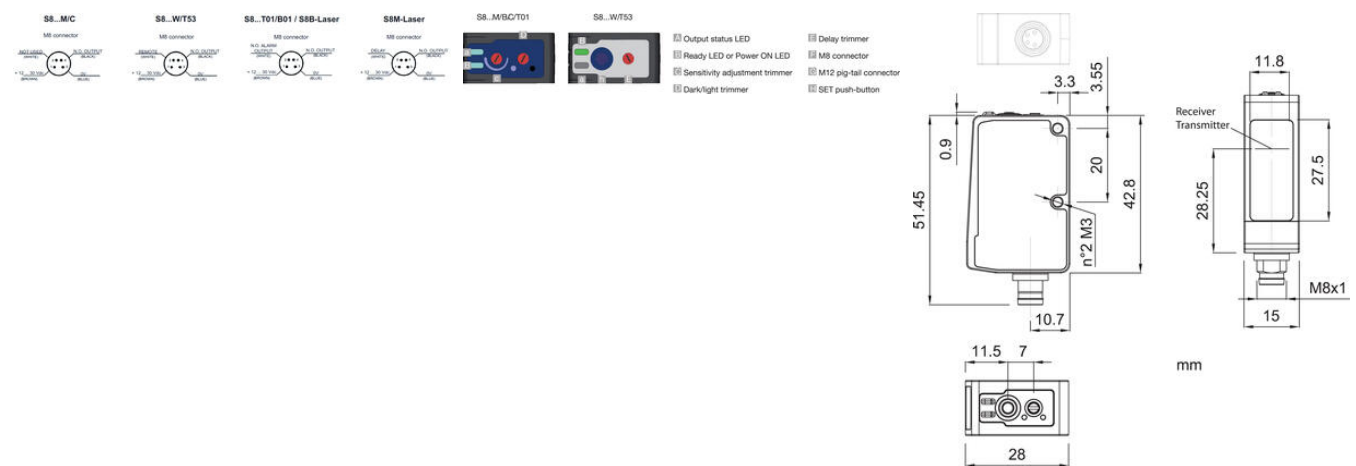 S8...M/C
M8 connector
NOT USED
(WHITE)
N.O. OUTPUT
(BLACK)
+ 12 ... 30 Vdc
(BROWN)
0V
(BLUE)
S8...W/T53
M8 connector
REMOTE
(WHITE)
N.O. OUTPUT
(BLACK)
+ 12 ... 30 Vdc
(BROWN)
0V
(BLUE)
S8...T01/B01 / S8B-Laser
M8 connector
N.O. ALARM
OUTPUT
(WHITE)
N.O. OUTPUT
(BLACK)
+ 12 ... 30 Vdc
(BROWN)
0V
(BLUE)
S8M-Laser
M8 connector
DELAY
(WHITE)
N.O. OUTPUT
(BLACK)
+ 12 ... 30 Vdc
(BROWN)
0V
(BLUE)
S8...M/B/C/T01
S8...W/T53
A Output status LED
B Ready LED or Power ON LED
C Sensitivity adjustment trimmer
D Dark/light trimmer
E Delay trimmer
F M8 connector
G M12 pig-tail connector
H SET push-button
3.3
3.55
0.9
51.45
20
42.8
n°2 M3
10.7
11.8
Receiver
Transmitter
28.25
27.5
M8x1
15
11.5
7
28
mm